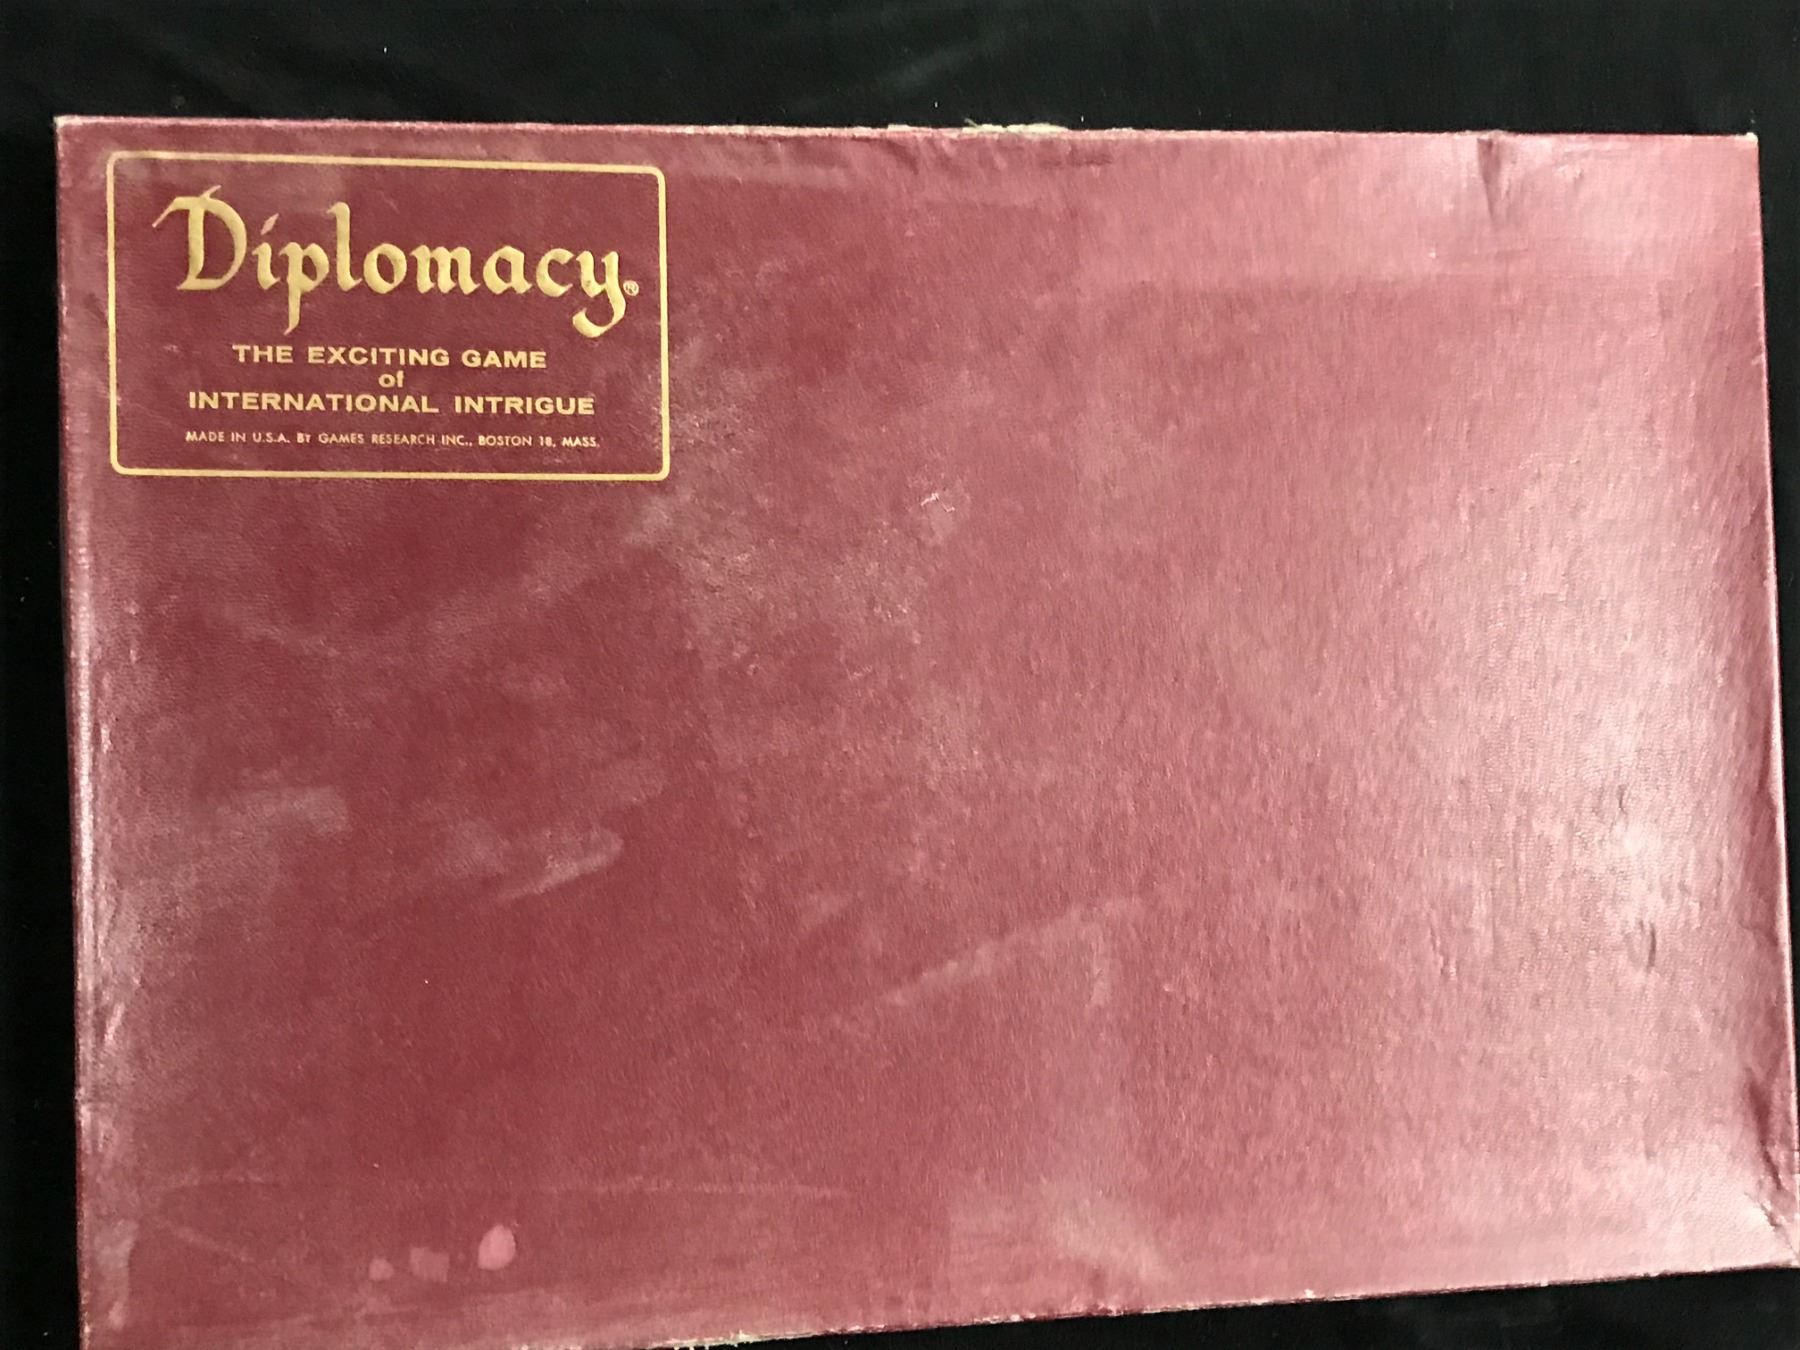 Diplomacy®
THE EXCITING GAME
of
INTERNATIONAL INTRIGUE
MADE IN U.S.A. BY GAMES RESEARCH INC., BOSTON 18, MASS.